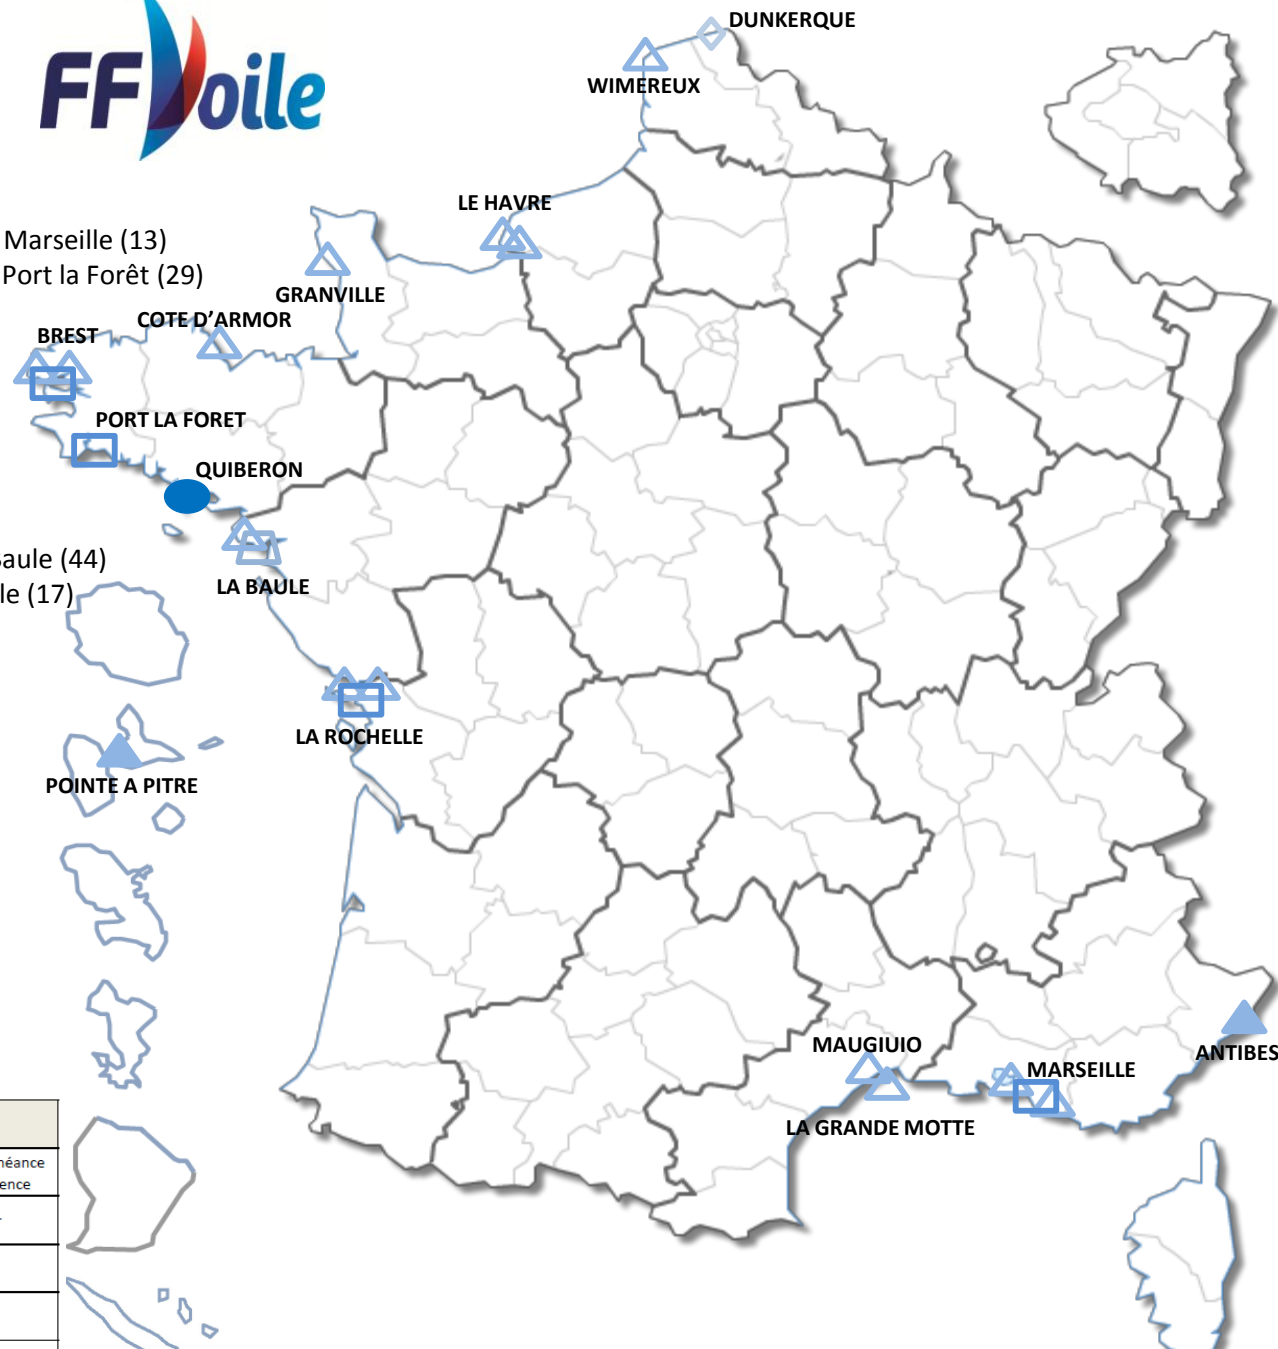 FFVoile
DUNKERQUE
WIMEREUX
LE HAVRE
Marseille (13)
Port la Forêt (29)
GRANVILLE
COTE D'ARMOR
BREST
PORT LA FORET
QUIBERON
Baule (44)
LA BAULE
le (17)
LA ROCHELLE
POINTE A PITRE
MAUGIUIO
MARSEILLE
ANTIBES
LA GRANDE MOTTE
néance
ence